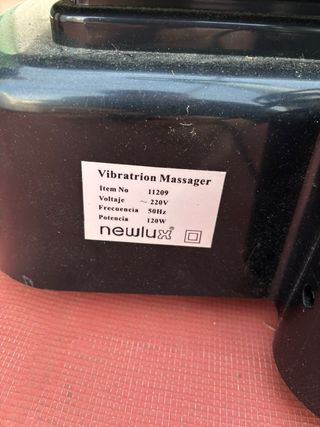 Vibratrion Massager
Item No 11209
Voltaje ~ 220V
Frecuencia 50Hz
Potencia 120W
newlux